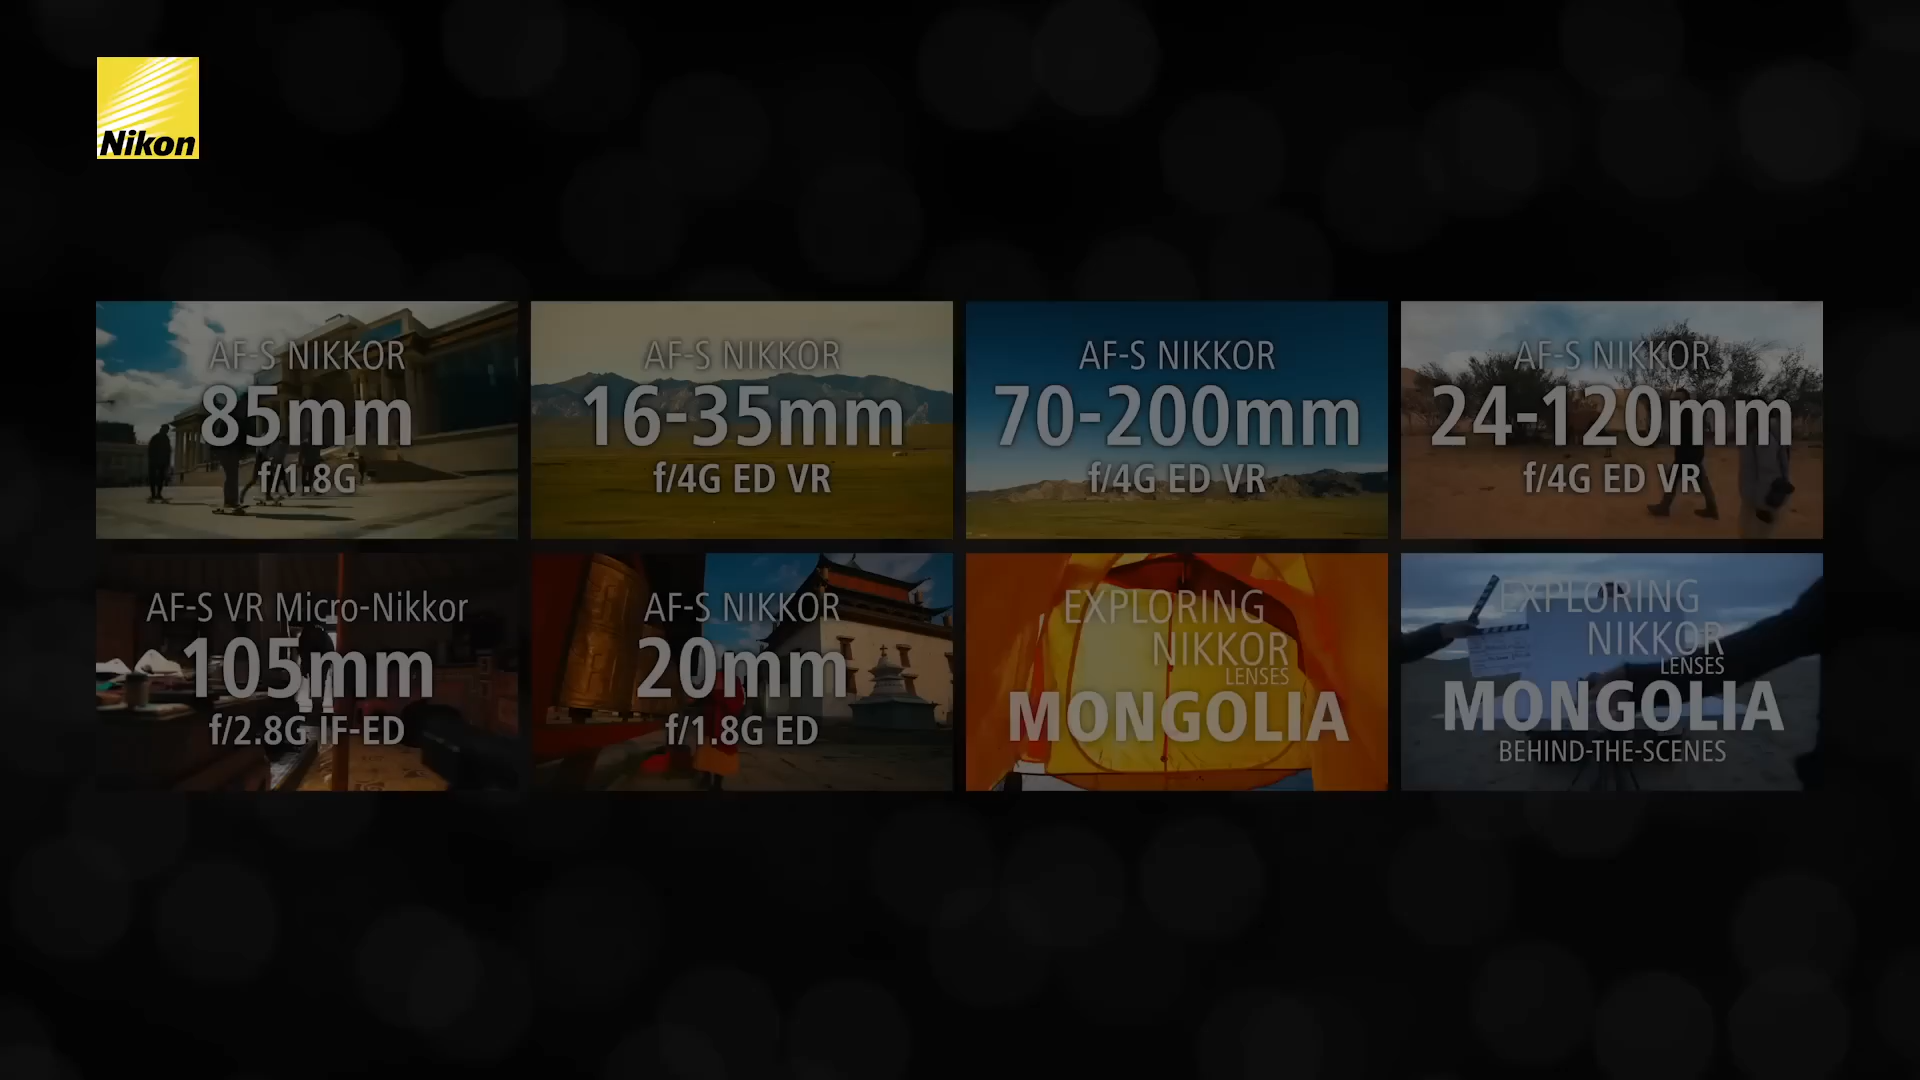 Nikon
AF-S NIKKOR
85mm
f/1.8G
AF-S NIKKOR
16-35mm
f/4G ED VR
AF-S NIKKOR
70-200mm
f/4G ED VR
AF-S NIKKOR
24-120mm
f/4G ED VR
AF-S VR Micro-Nikkor
105mm
f/2.8G IF-ED
AF-S NIKKOR
20mm
f/1.8G ED
EXPLORING
NIKKOR
LENSES
MONGOLIA
EXPLORING
NIKKOR
LENSES
MONGOLIA
BEHIND-THE-SCENES